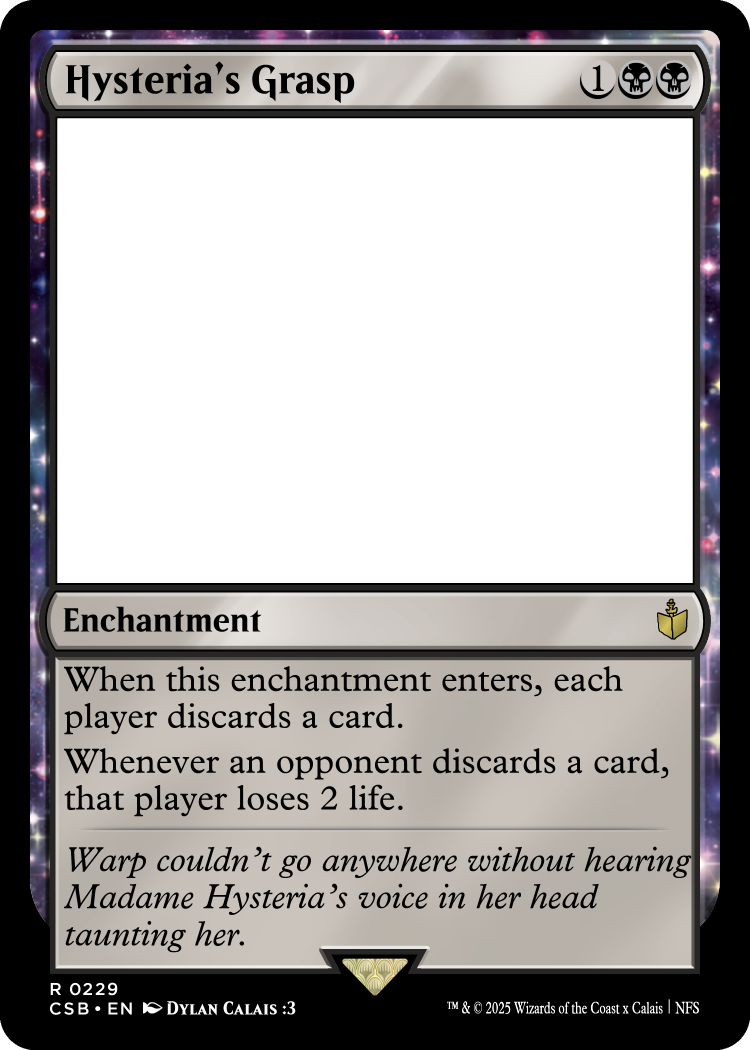 Hysteria's Grasp 1
Enchantment
When this enchantment enters, each
player discards a card.
Whenever an opponent discards a card,
that player loses 2 life.
Warp couldn't go anywhere without hearing
Madame Hysteria's voice in her head
taunting her.
R 0229
CSB • EN Dylan Calais :3
™ & © 2025 Wizards of the Coast x Calais | NFS